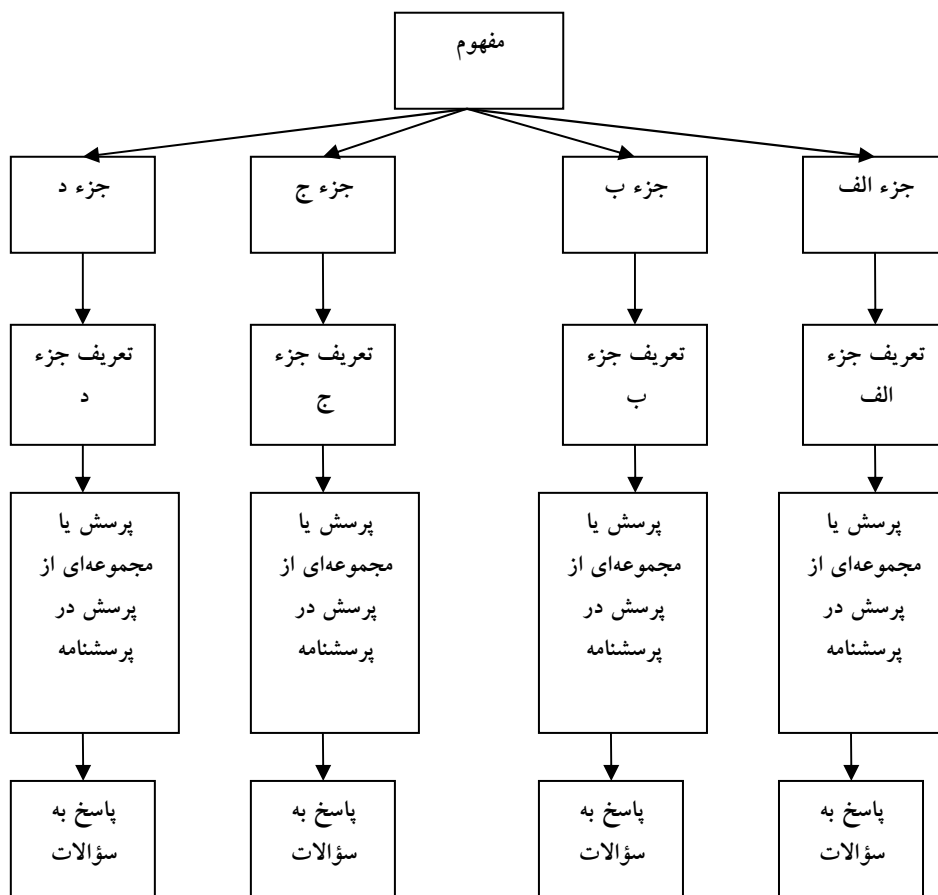 مفهوم
جزء الف
جزء ب
جزء ج
جزء د
تعریف جزء
الف
تعریف جزء
ب
تعریف جزء
ج
تعریف جزء
د
پرسش یا
مجموعه‌ای از
پرسش در
پرسشنامه
پرسش یا
مجموعه‌ای از
پرسش در
پرسشنامه
پرسش یا
مجموعه‌ای از
پرسش در
پرسشنامه
پرسش یا
مجموعه‌ای از
پرسش در
پرسشنامه
پاسخ به
سؤالات
پاسخ به
سؤالات
پاسخ به
سؤالات
پاسخ به
سؤالات